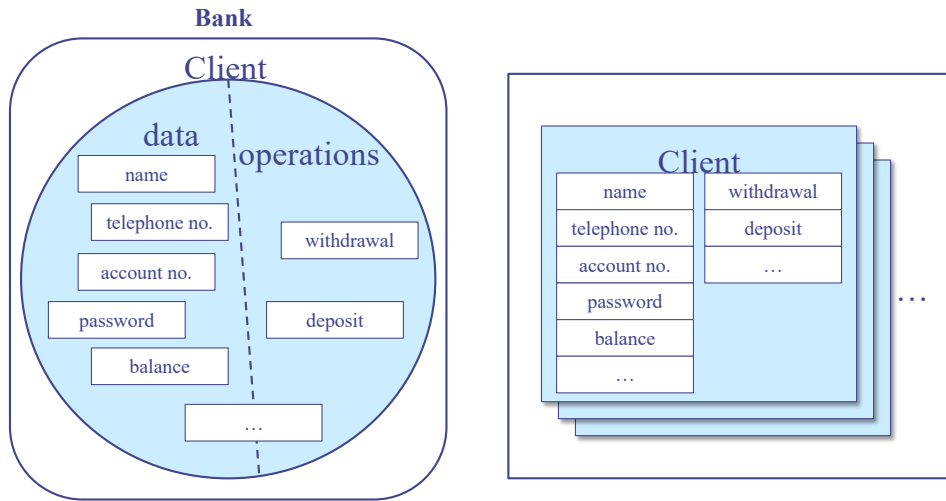 Bank
Client
data
operations
name
telephone no.
withdrawal
account no.
password
deposit
balance
…
Client
name
withdrawal
telephone no.
deposit
account no.
…
password
balance
…
…